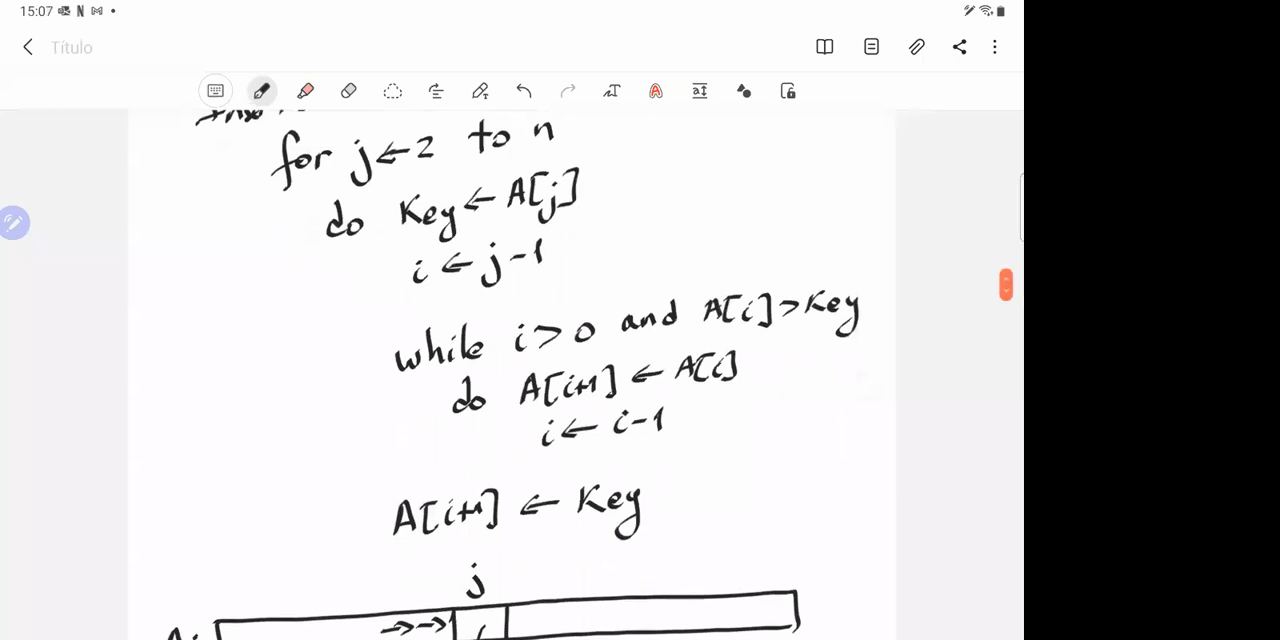 15:07
Título
for j ← 2 to n
do Key ← A[j]
i ← j-1
while i > 0 and A[i] > Key
do A[i+1] ← A[i]
i ← i-1
A[i+1] ← Key
j